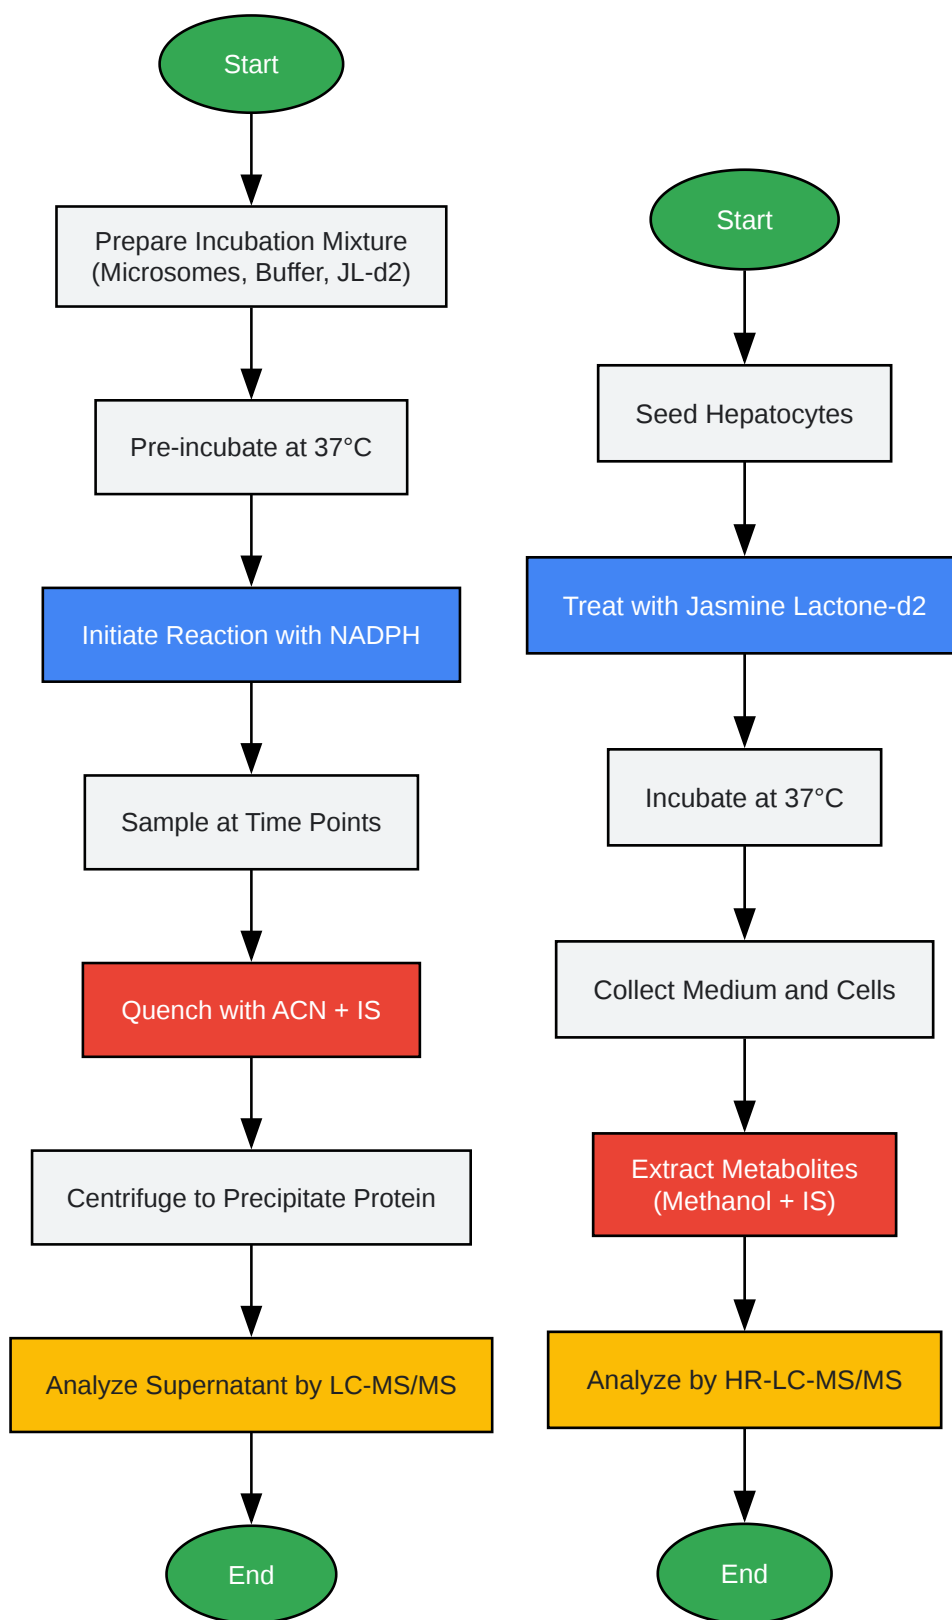 Start
Prepare Incubation Mixture
(Microsomes, Buffer, JL-d2)
Pre-incubate at 37°C
Initiate Reaction with NADPH
Sample at Time Points
Quench with ACN + IS
Centrifuge to Precipitate Protein
Analyze Supernatant by LC-MS/MS
End
Start
Seed Hepatocytes
Treat with Jasmine Lactone-d2
Incubate at 37°C
Collect Medium and Cells
Extract Metabolites
(Methanol + IS)
Analyze by HR-LC-MS/MS
End